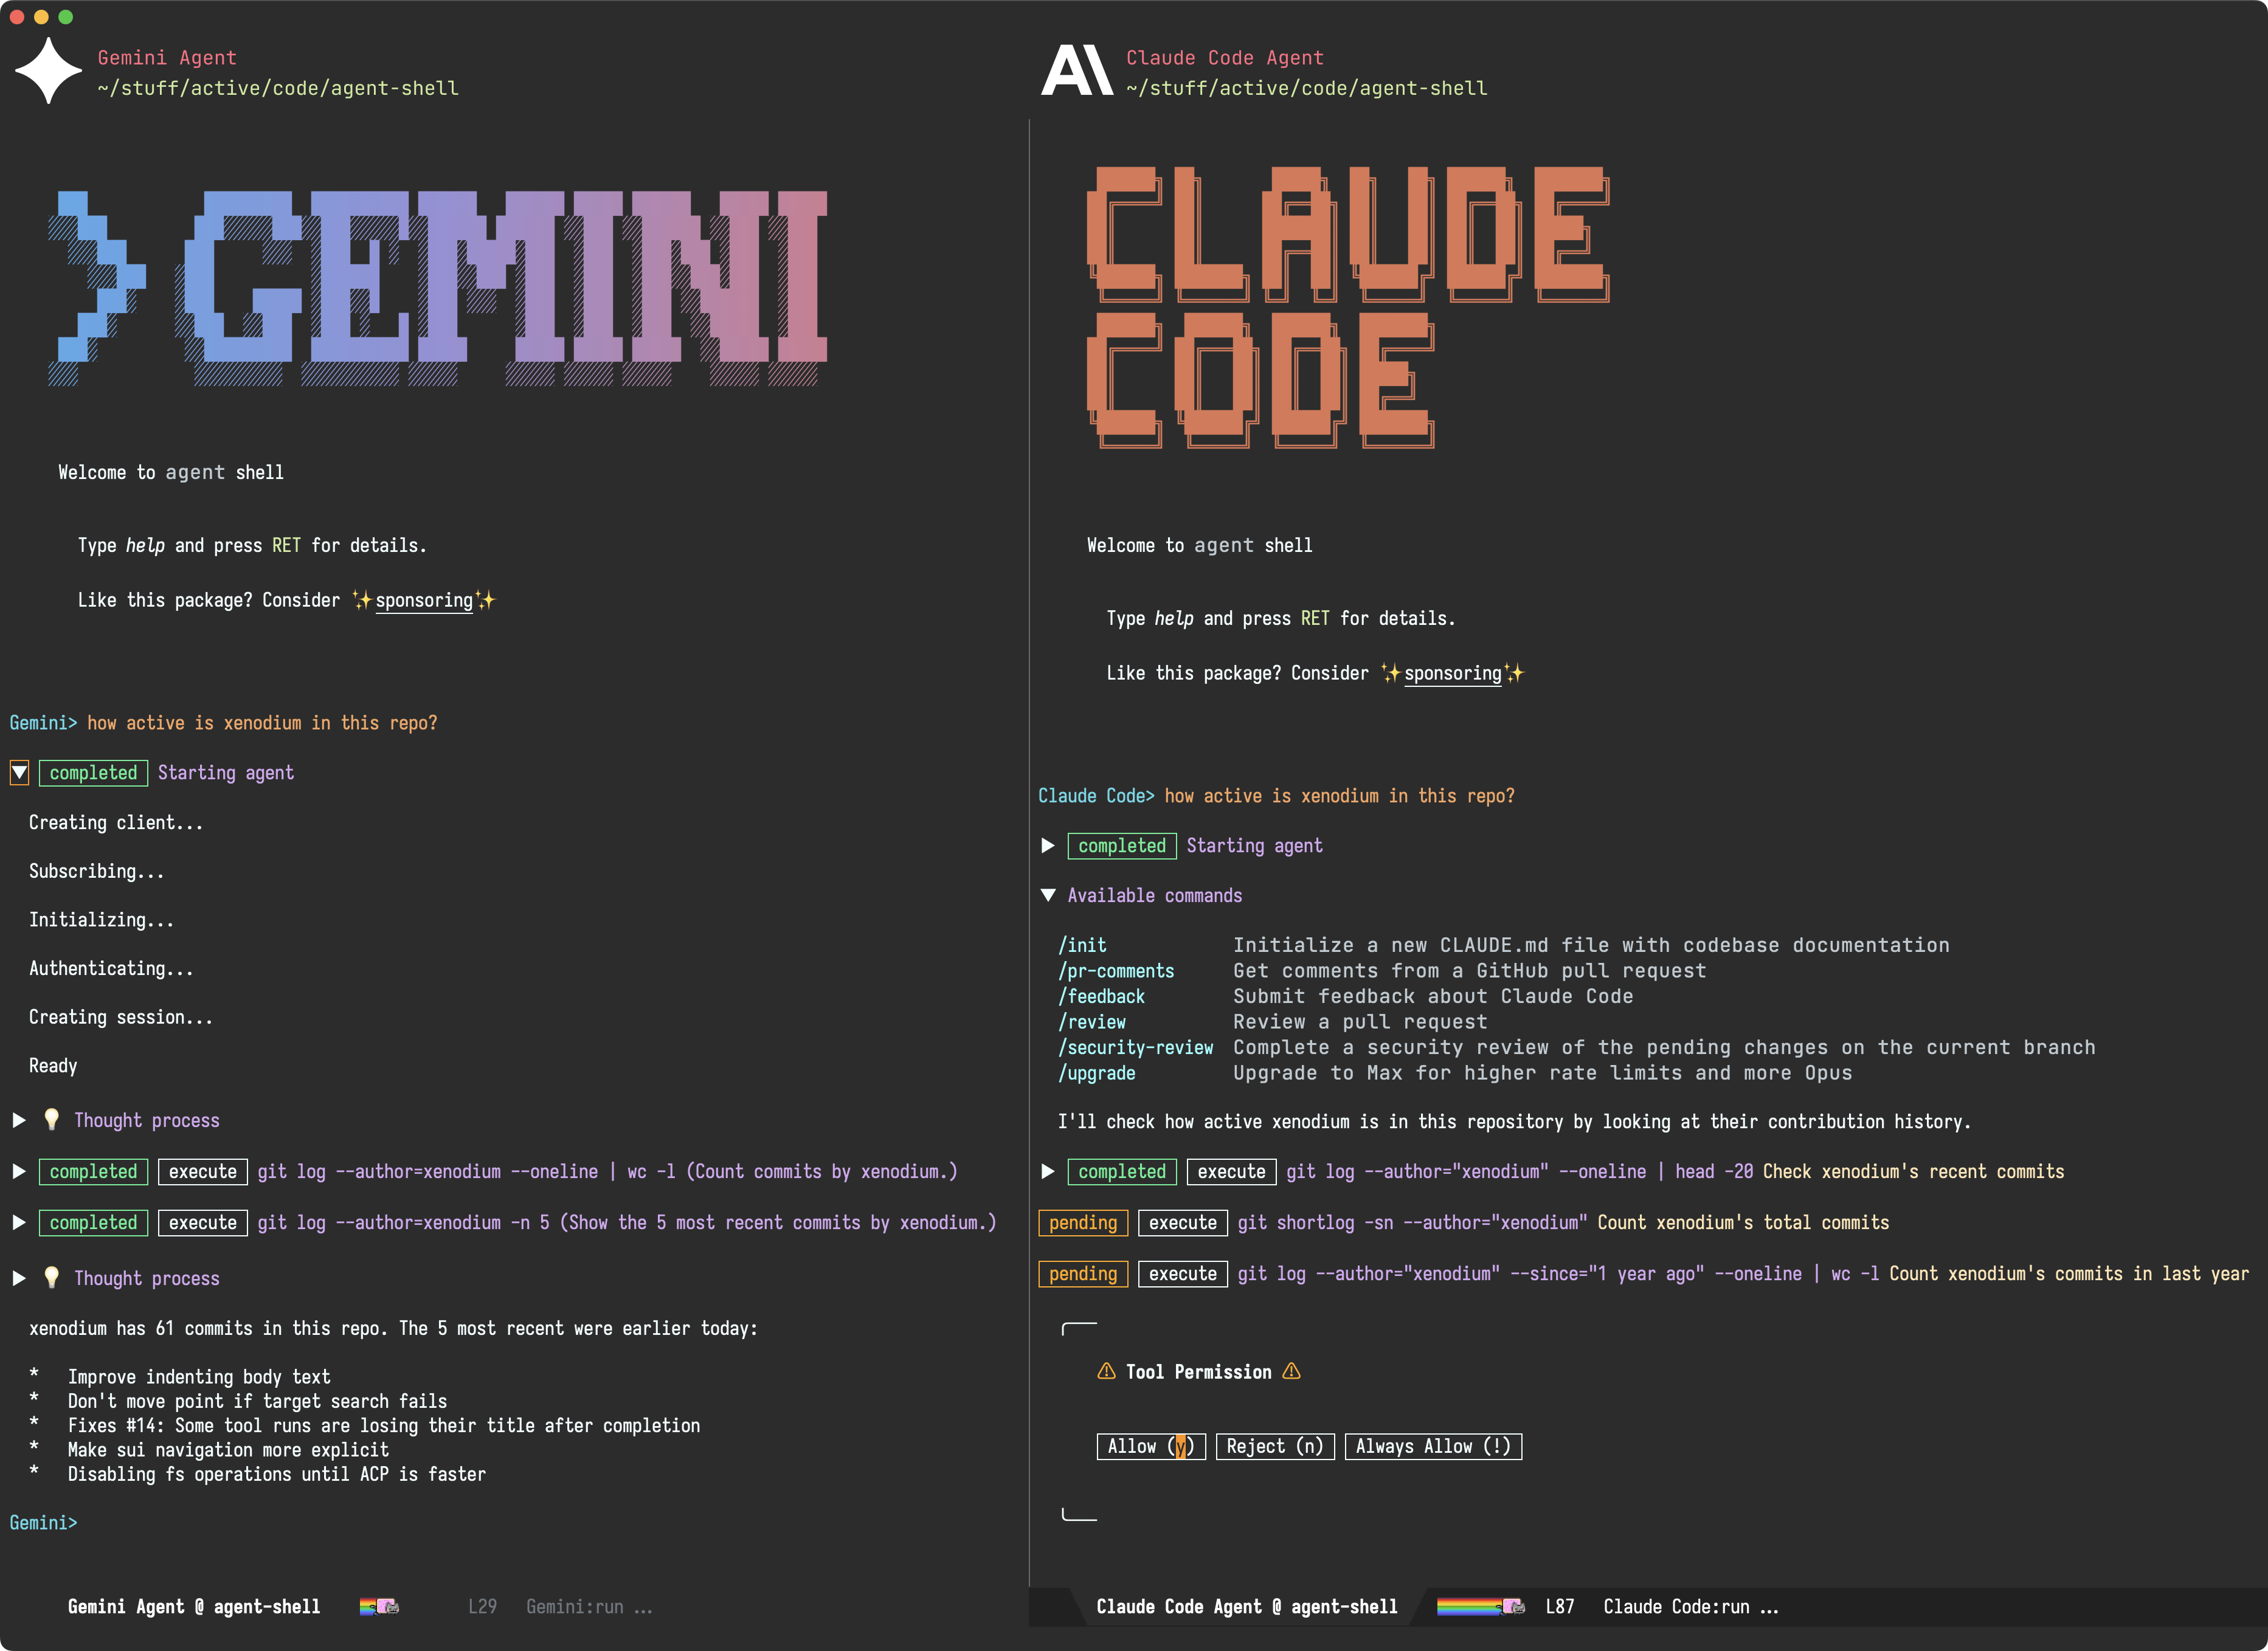 Gemini Agent
~/stuff/active/code/agent-shell
GEMINI
Welcome to agent shell
Type help and press RET for details.
Like this package? Consider ✨sponsoring✨
Gemini> how active is xenodium in this repo?
▼ completed Starting agent
Creating client...
Subscribing...
Initializing...
Authenticating...
Creating session...
Ready
▶ 💡 Thought process
▶ completed execute git log --author=xenodium --oneline | wc -l (Count commits by xenodium.)
▶ completed execute git log --author=xenodium -n 5 (Show the 5 most recent commits by xenodium.)
▶ 💡 Thought process
xenodium has 61 commits in this repo. The 5 most recent were earlier today:
* Improve indenting body text
* Don't move point if target search fails
* Fixes #14: Some tool runs are losing their title after completion
* Make sui navigation more explicit
* Disabling fs operations until ACP is faster
Gemini>
Gemini Agent @ agent-shell L29 Gemini:run ...
Claude Code Agent
~/stuff/active/code/agent-shell
CLAUDE
CODE
Welcome to agent shell
Type help and press RET for details.
Like this package? Consider ✨sponsoring✨
Claude Code> how active is xenodium in this repo?
▶ completed Starting agent
▼ Available commands
/init Initialize a new CLAUDE.md file with codebase documentation
/pr-comments Get comments from a GitHub pull request
/feedback Submit feedback about Claude Code
/review Review a pull request
/security-review Complete a security review of the pending changes on the current branch
/upgrade Upgrade to Max for higher rate limits and more Opus
I'll check how active xenodium is in this repository by looking at their contribution history.
▶ completed execute git log --author="xenodium" --oneline | head -20 Check xenodium's recent commits
pending execute git shortlog -sn --author="xenodium" Count xenodium's total commits
pending execute git log --author="xenodium" --since="1 year ago" --oneline | wc -l Count xenodium's commits in last year
⚠ Tool Permission ⚠
Allow (y) Reject (n) Always Allow (!)
Claude Code Agent @ agent-shell L87 Claude Code:run ...